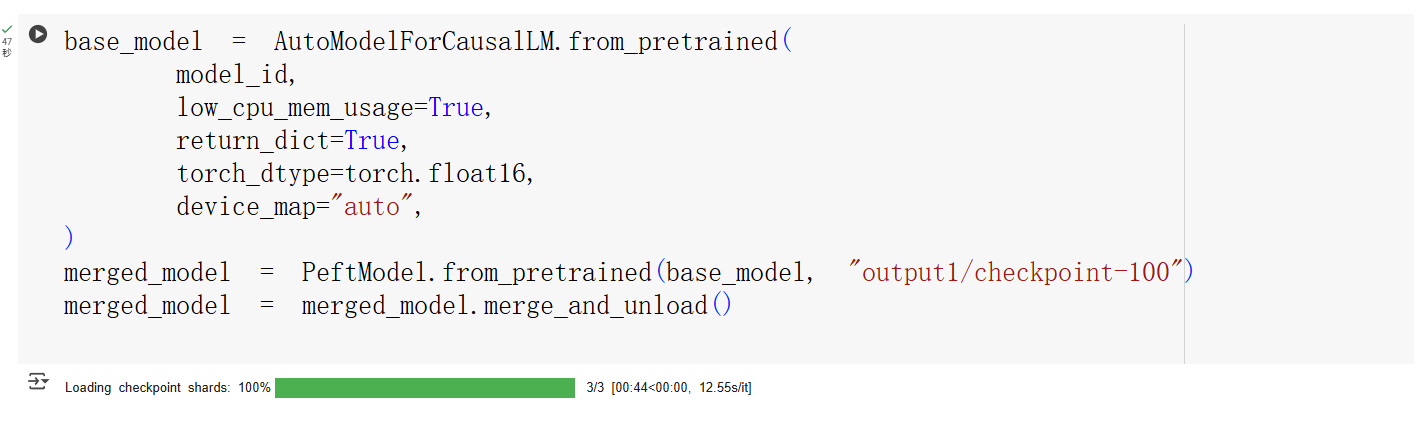 47
秒
base_model = AutoModelForCausalLM.from_pretrained(
        model_id,
        low_cpu_mem_usage=True,
        return_dict=True,
        torch_dtype=torch.float16,
        device_map="auto",
)
merged_model = PeftModel.from_pretrained(base_model, "output1/checkpoint-100")
merged_model = merged_model.merge_and_unload()
Loading checkpoint shards: 100% 3/3 [00:44<00:00, 12.55s/it]